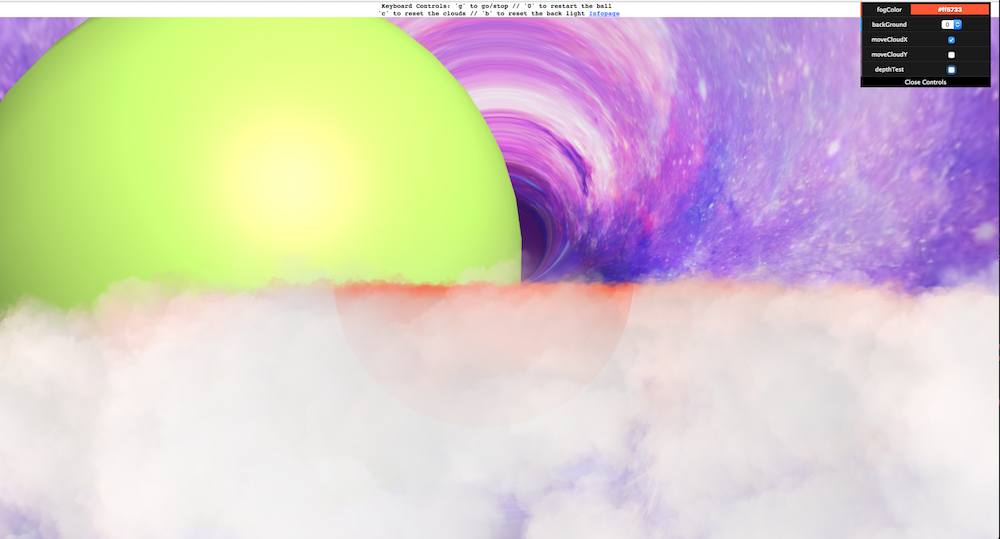 Keyboard Controls: 'g' to go/stop // '0' to restart the ball
'c' to reset the clouds // 'b' to reset the back light Infopage
fogColor #ff5733
backGround 0
moveCloudX
moveCloudY
depthTest
Close Controls